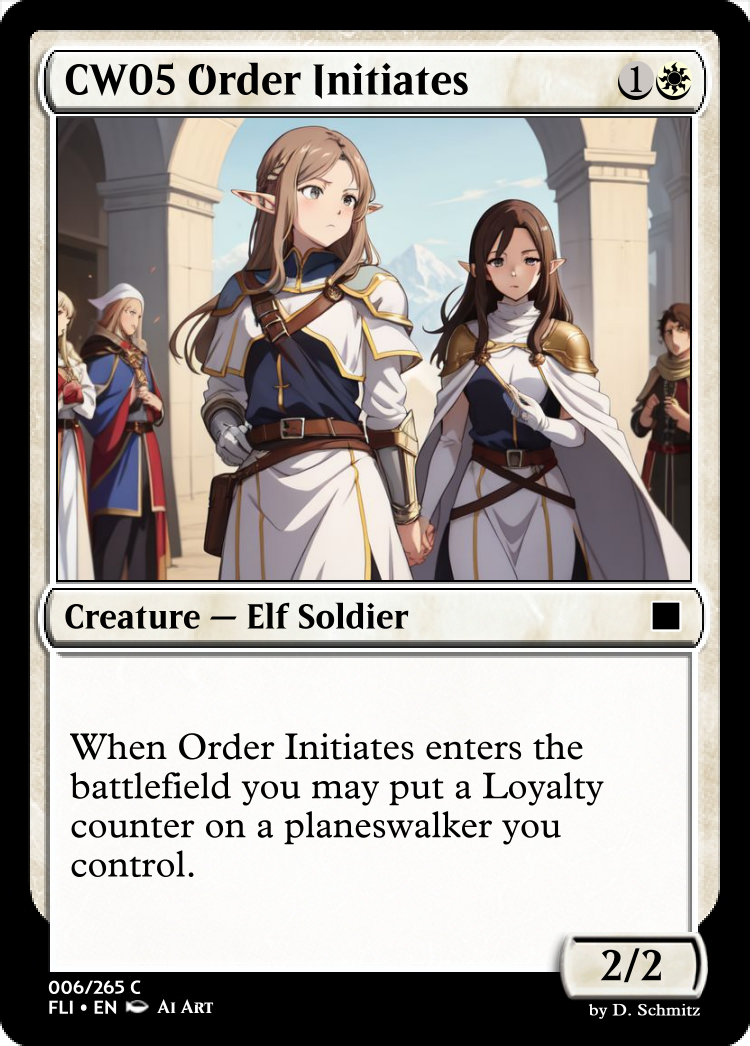 CW05 Order Initiates 1
Creature — Elf Soldier
When Order Initiates enters the
battlefield you may put a Loyalty
counter on a planeswalker you
control.
2/2
006/265 C
FLI • EN AI ART
by D. Schmitz